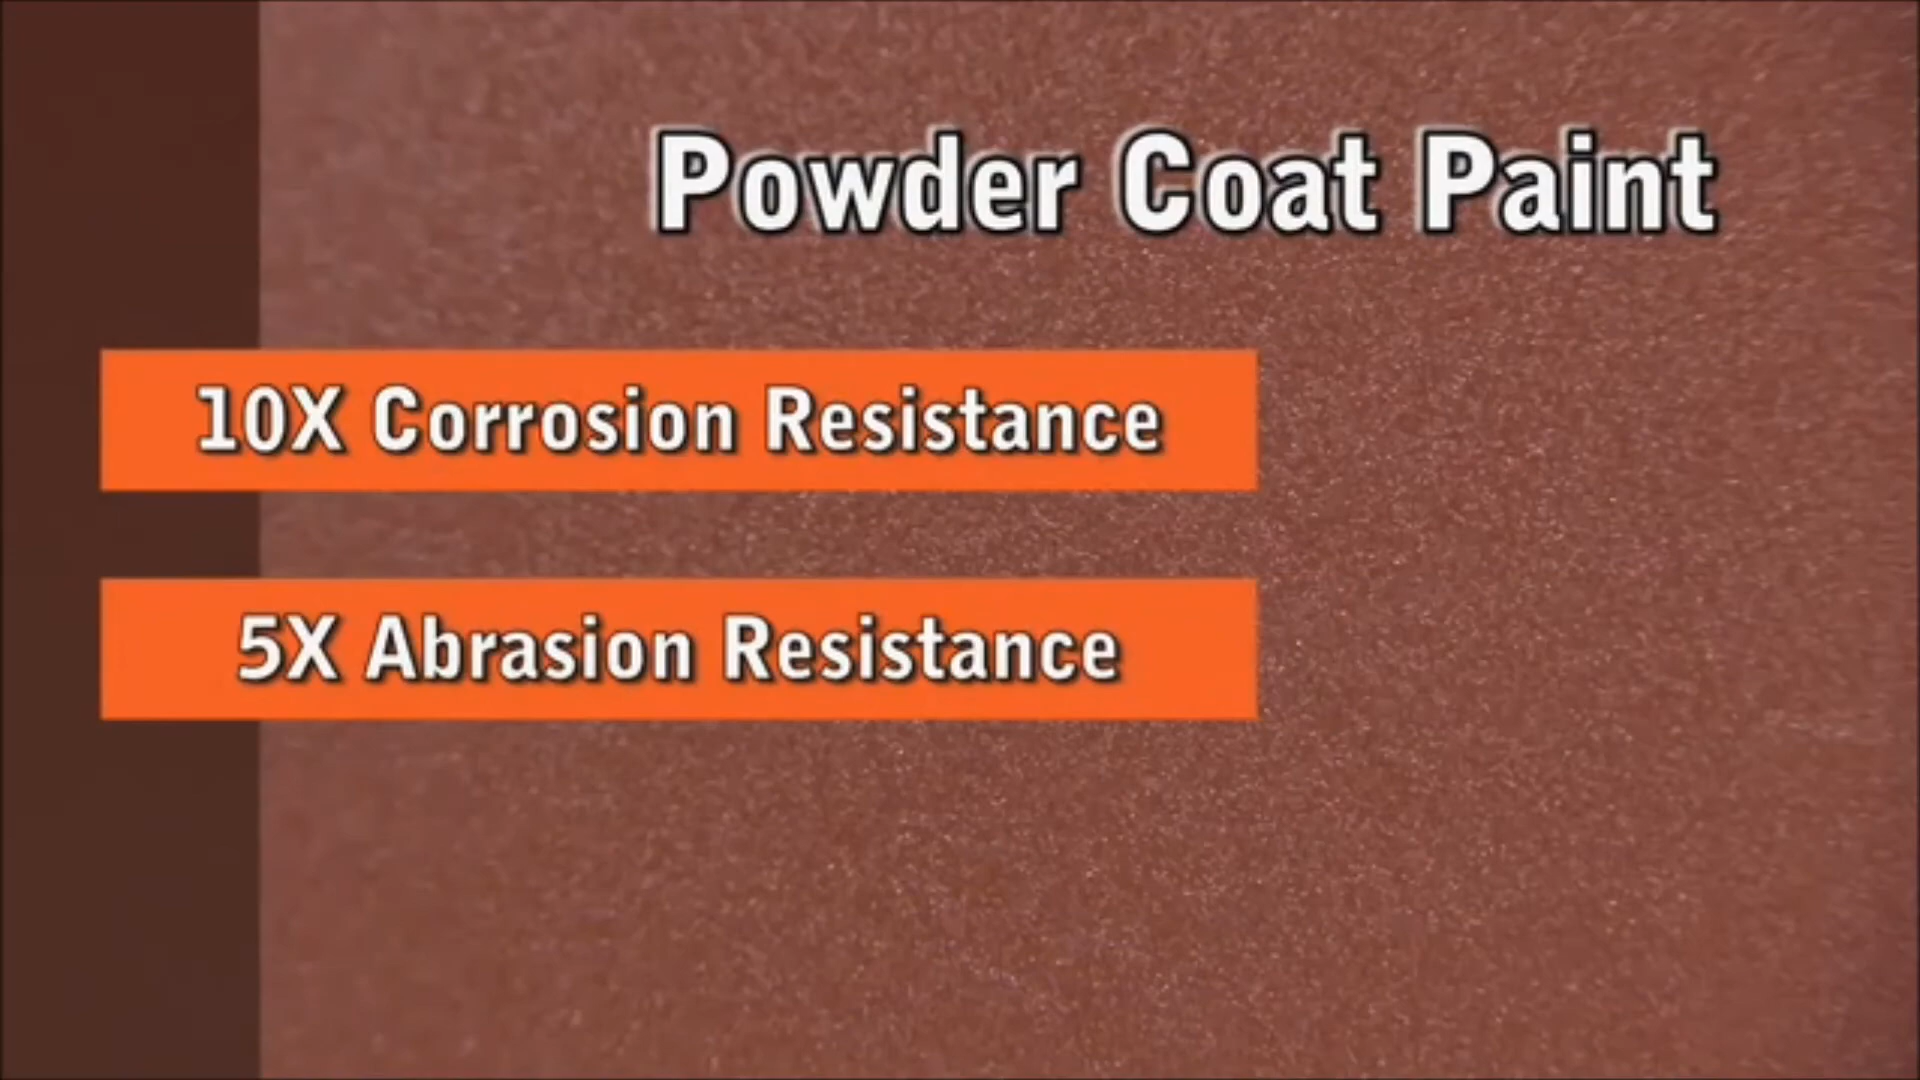 Powder Coat Paint
10X Corrosion Resistance
5X Abrasion Resistance